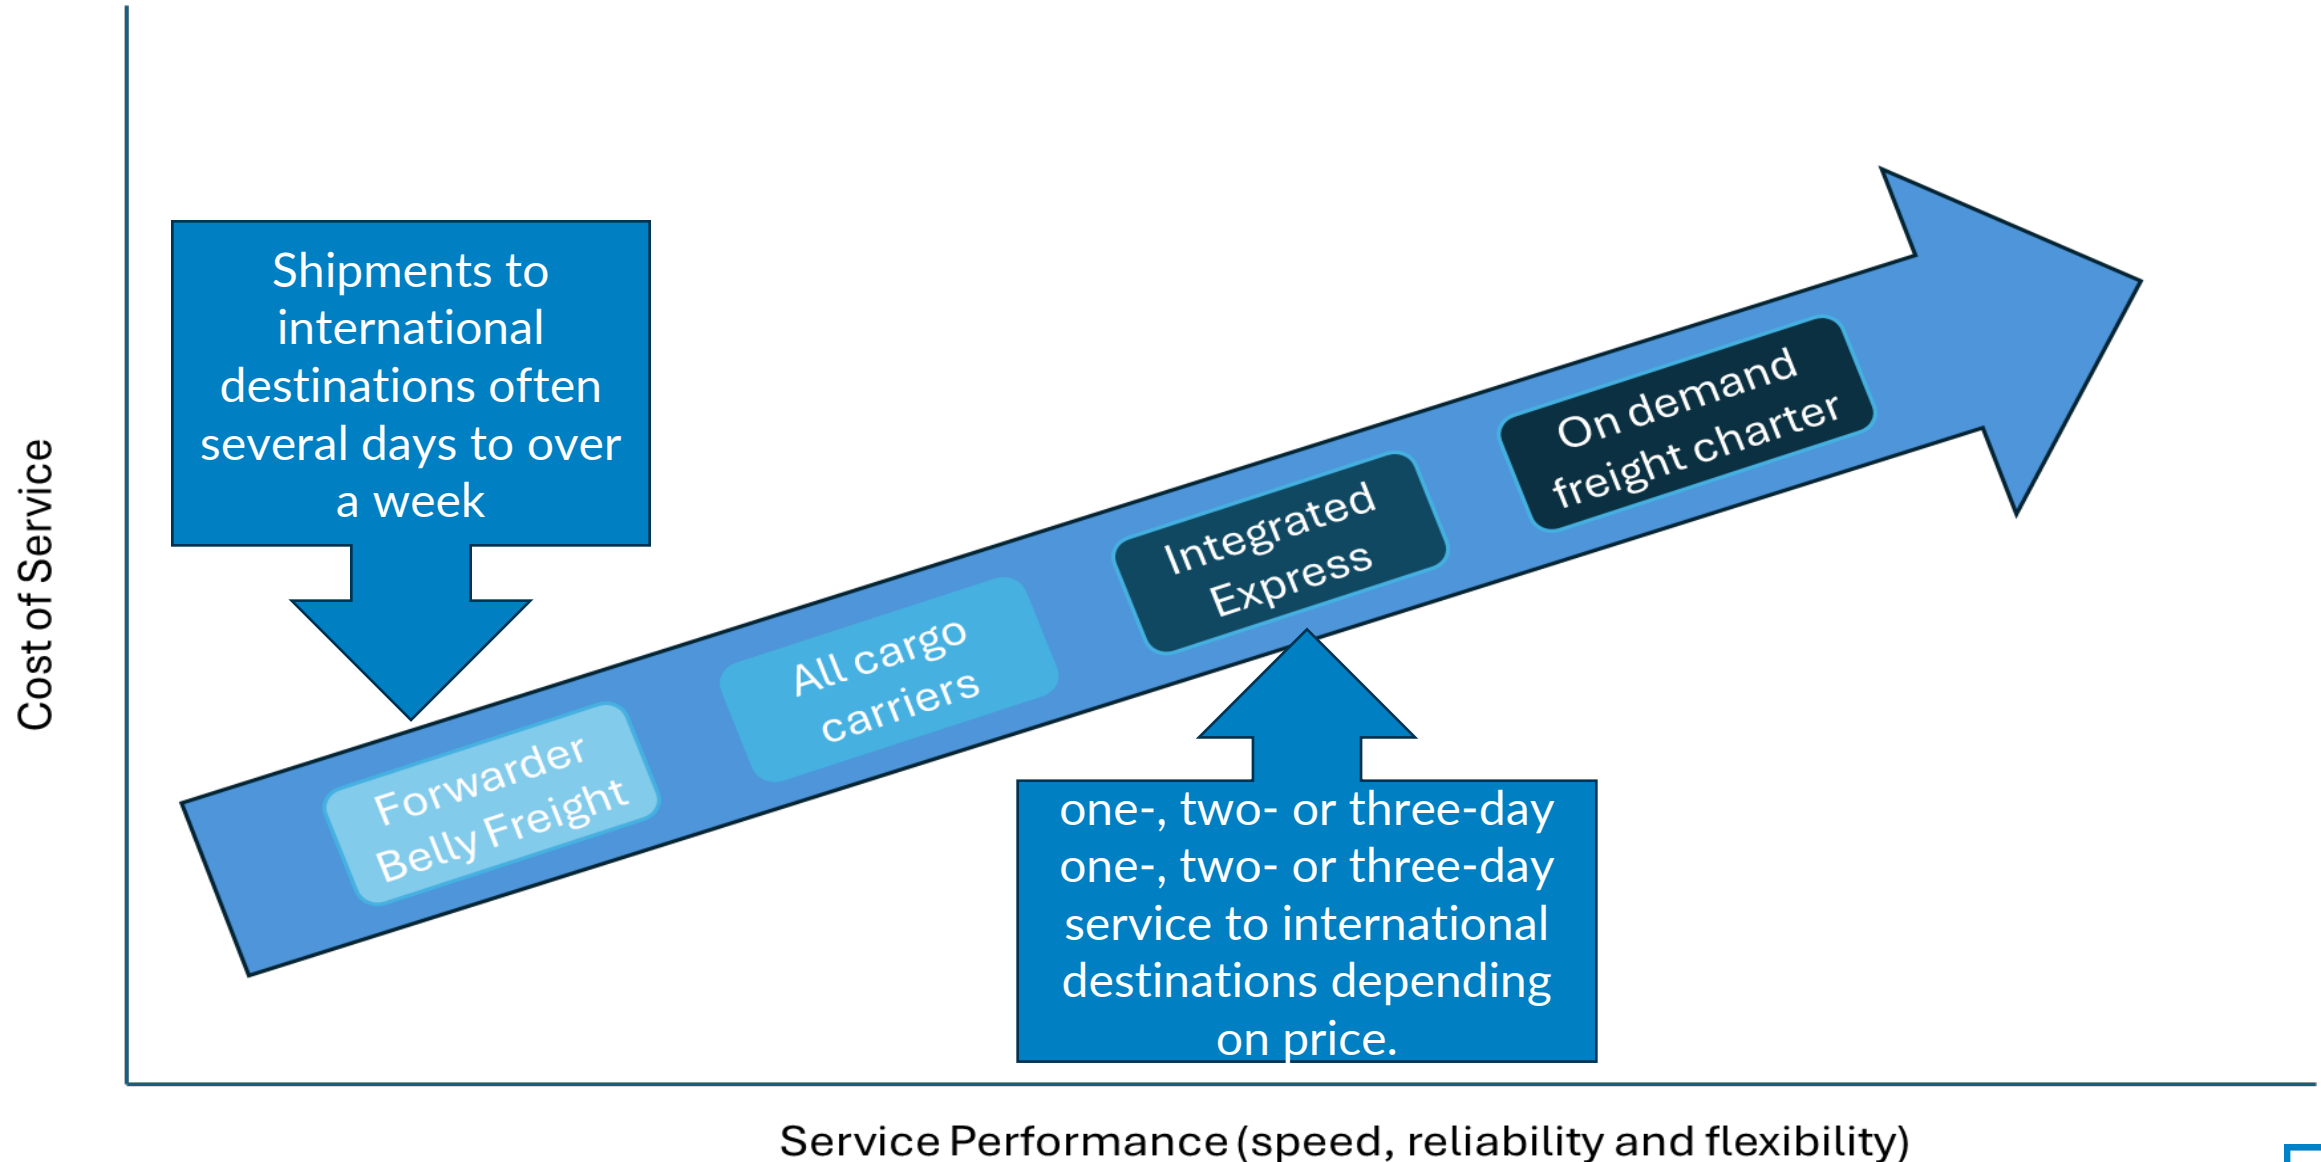 Cost of Service
Shipments to
international
destinations often
several days to over
a week
Forwarder
Belly Freight
All cargo
carriers
Integrated
Express
On demand
freight charter
one-, two- or three-day
one-, two- or three-day
service to international
destinations depending
on price.
Service Performance (speed, reliability and flexibility)